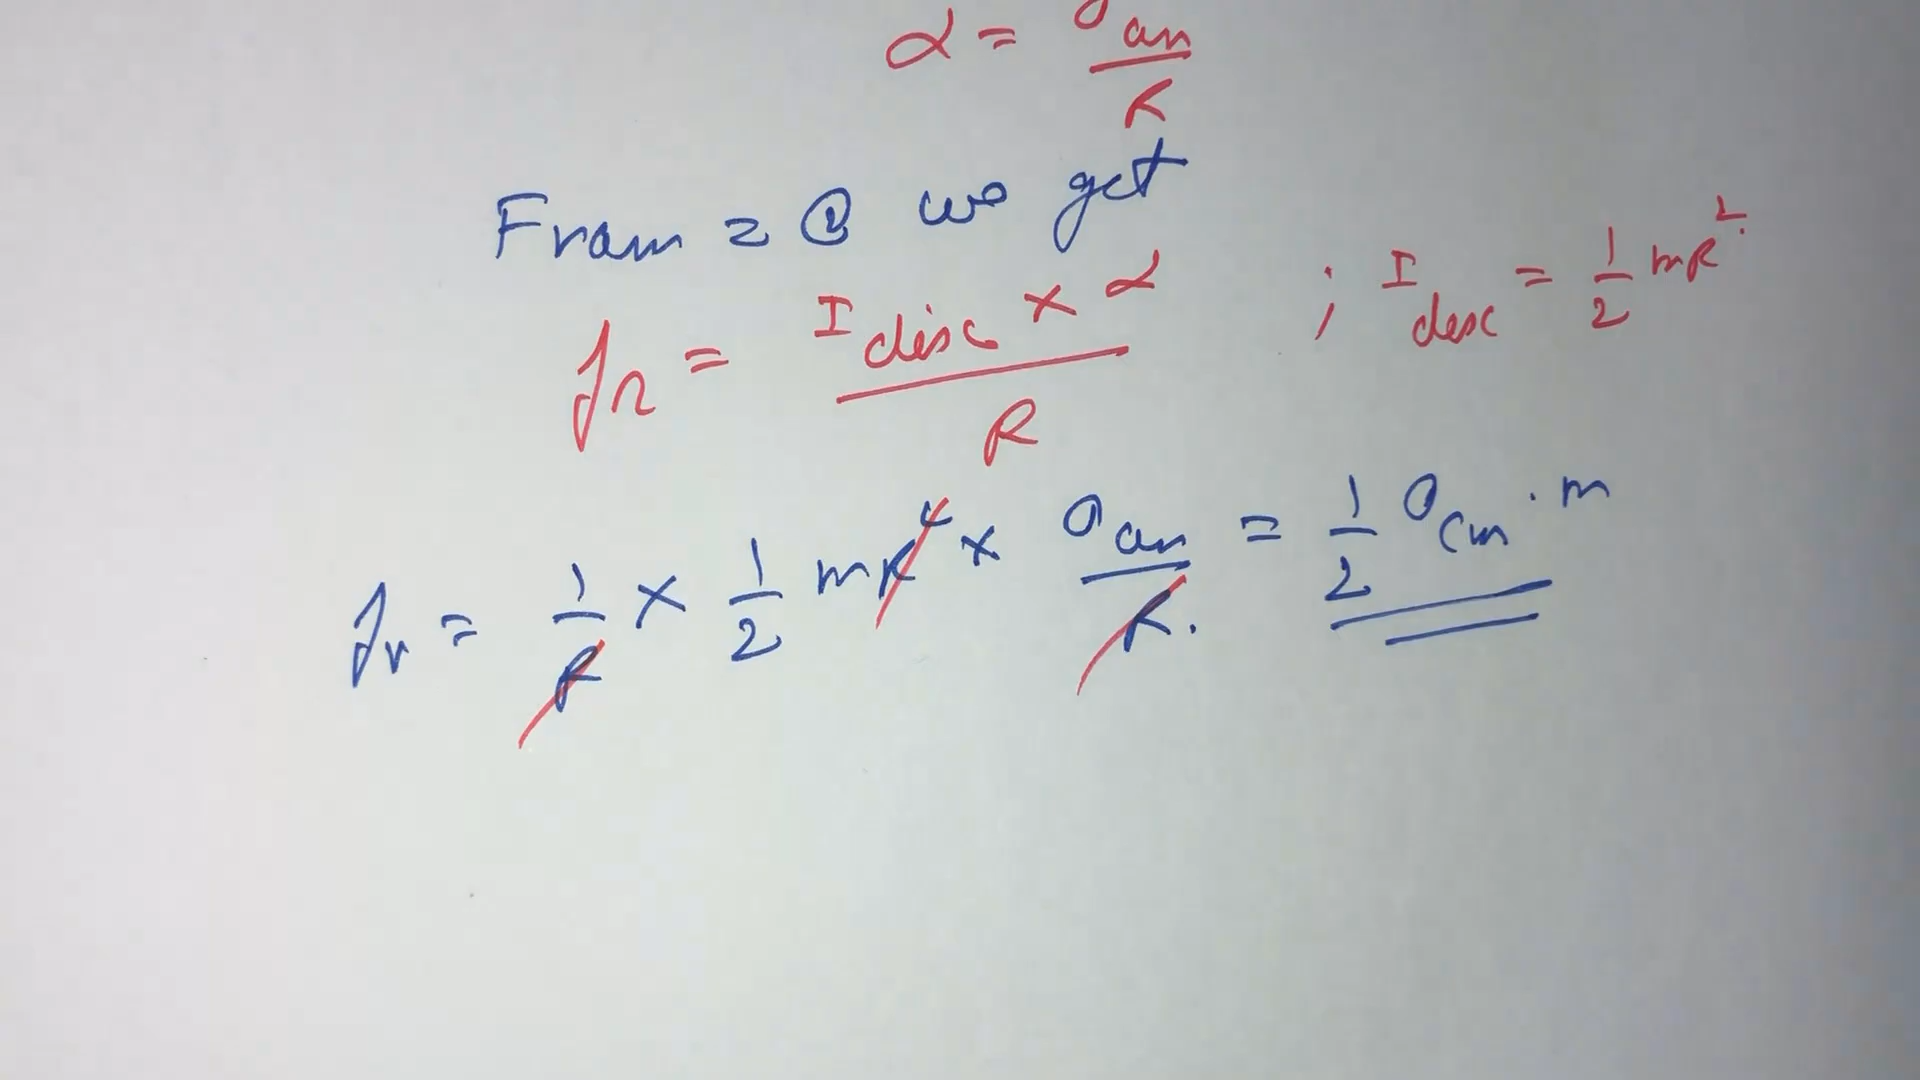 α = a_cm / R
From = ② we get
f_r = I_disc × α / R ; I_disc = 1/2 mR²
f_r = 1/R × 1/2 mR² × a_cm / R. = 1/2 a_cm · m